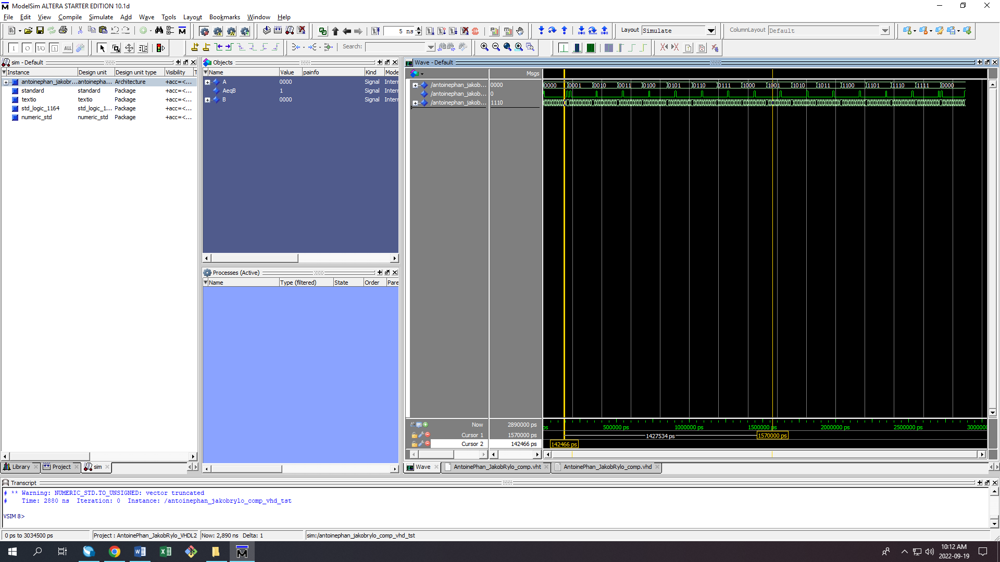 ModelSim ALTERA STARTER EDITION 10.1d
File Edit View Compile Simulate Add Wave Tools Layout Bookmarks Window Help
5 ns Layout Simulate ColumnLayout Default
ALL Search:
sim - Default
Instance Design unit Design unit type Visibility T
antoinephan_jakobr... antoinepha... Architecture +acc=<...
standard standard Package +acc=<...
textio textio Package +acc=<...
std_logic_1164 std_logic_1... Package +acc=<...
numeric_std numeric_std Package +acc=<...
Objects
Name Value painfo Kind Mode
A 0000 Signal Intern
AeqB 1 Signal Intern
B 0000 Signal Intern
Processes (Active)
Name Type (filtered) State Order Pare
Wave - Default
Msgs
/antoinephan_jakob... 0000 0000 0001 0010 0011 0100 0101 0110 0111 1000 1001 1010 1011 1100 1101 1110 1111 0000
/antoinephan_jakob... 0
/antoinephan_jakob... 1110
Now 2890000 ps ps 500000 ps 1000000 ps 1500000 ps 2000000 ps 2500000 ps 3000000
Cursor 1 1570000 ps 1427534 ps 1570000 ps
Cursor 2 142466 ps 142466 ps
Library Project sim
Wave AntoinePhan_JakobRylo_comp.vht AntoinePhan_JakobRylo_comp.vhd
Transcript
# ** Warning: NUMERIC_STD.TO_UNSIGNED: vector truncated
# Time: 2880 ns Iteration: 0 Instance: /antoinephan_jakobrylo_comp_vhd_tst
VSIM 8>
0 ps to 3034500 ps Project : AntoinePhan_JakobRylo_VHDL2 Now: 2,890 ns Delta: 1 sim:/antoinephan_jakobrylo_comp_vhd_tst
10:12 AM
2022-09-19